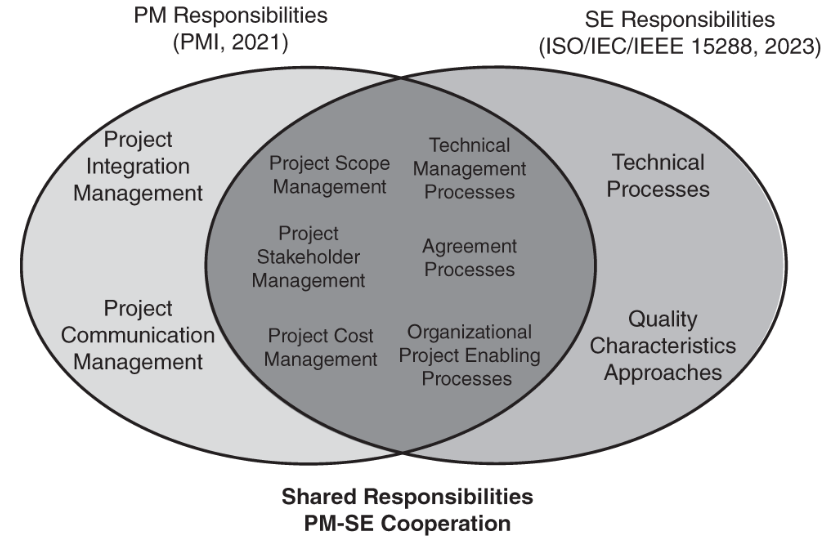 PM Responsibilities
(PMI, 2021)
SE Responsibilities
(ISO/IEC/IEEE 15288, 2023)
Project
Integration
Management
Project
Communication
Management
Project Scope
Management
Project
Stakeholder
Management
Project Cost
Management
Technical
Management
Processes
Agreement
Processes
Organizational
Project Enabling
Processes
Technical
Processes
Quality
Characteristics
Approaches
Shared Responsibilities
PM-SE Cooperation